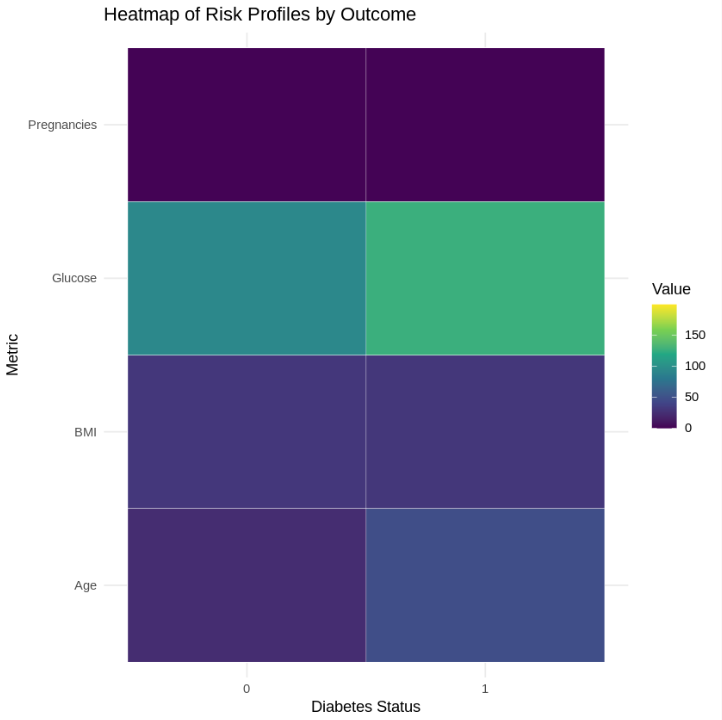 Heatmap of Risk Profiles by Outcome
Pregnancies
Glucose
BMI
Age
Metric
0
1
Diabetes Status
Value
150
100
50
0